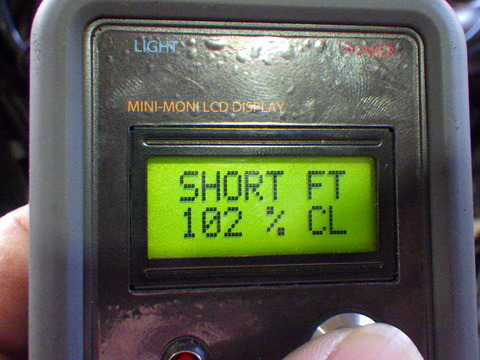 LIGHT POWER
MINI-MONI LCD DISPLAY
SHORT FT
102 % CL